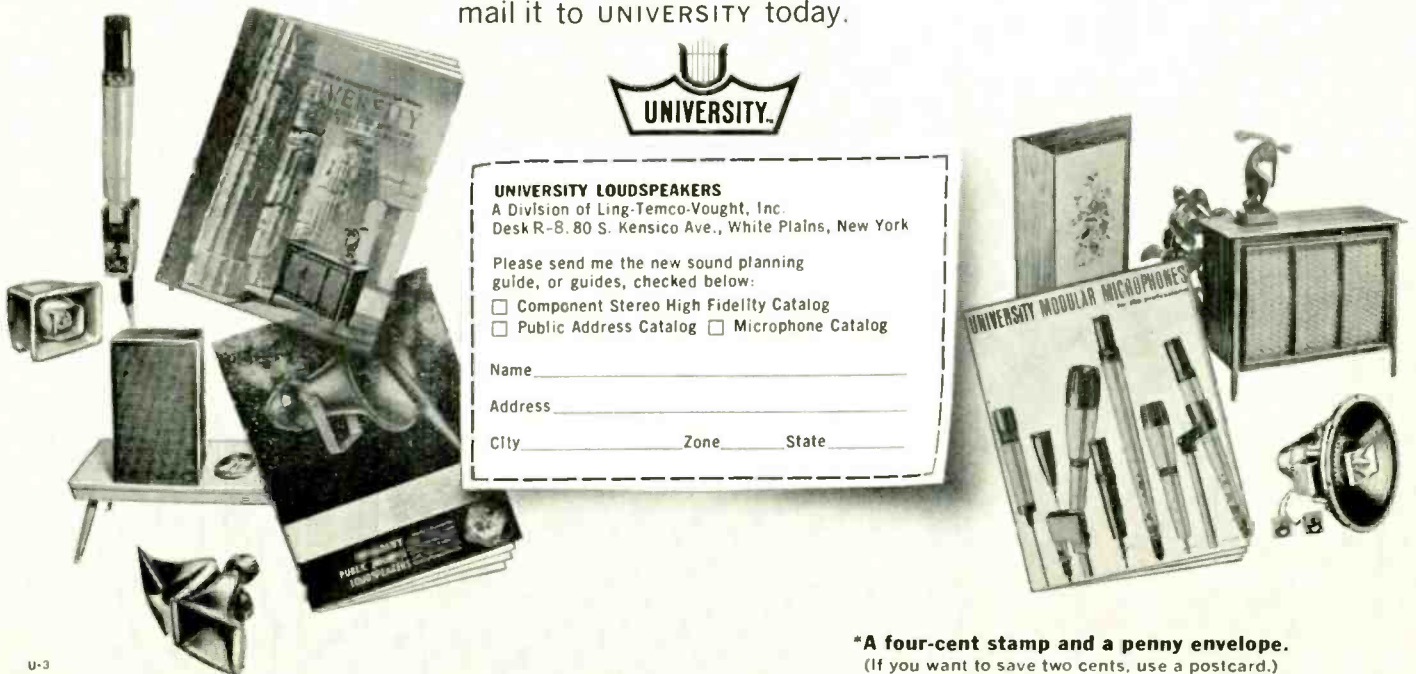 mail it to UNIVERSITY today.
UNIVERSITY
UNIVERSITY LOUDSPEAKERS
A Division of Ling-Temco-Vought, Inc.
Desk R-8. 80 S. Kensico Ave., White Plains, New York
Please send me the new sound planning
guide, or guides, checked below:
☐ Component Stereo High Fidelity Catalog
☐ Public Address Catalog ☐ Microphone Catalog
Name
Address
City Zone State
UNIVERSITY
PUBLIC
LOUDSPEAKERS
UNIVERSITY MODULAR MICROPHONES
*A four-cent stamp and a penny envelope.
(If you want to save two cents, use a postcard.)
U-3